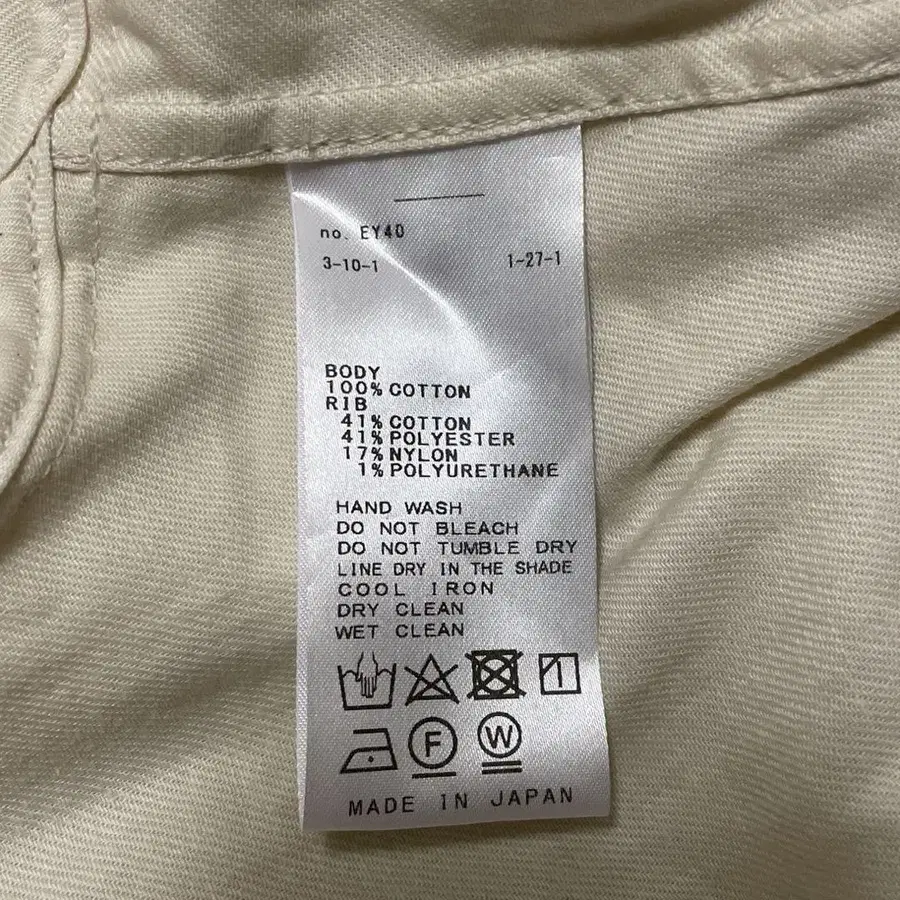 no. EY40
3-10-1 1-27-1
BODY
100% COTTON
RIB
41% COTTON
41% POLYESTER
17% NYLON
1% POLYURETHANE
HAND WASH
DO NOT BLEACH
DO NOT TUMBLE DRY
LINE DRY IN THE SHADE
COOL IRON
DRY CLEAN
WET CLEAN
F W
MADE IN JAPAN